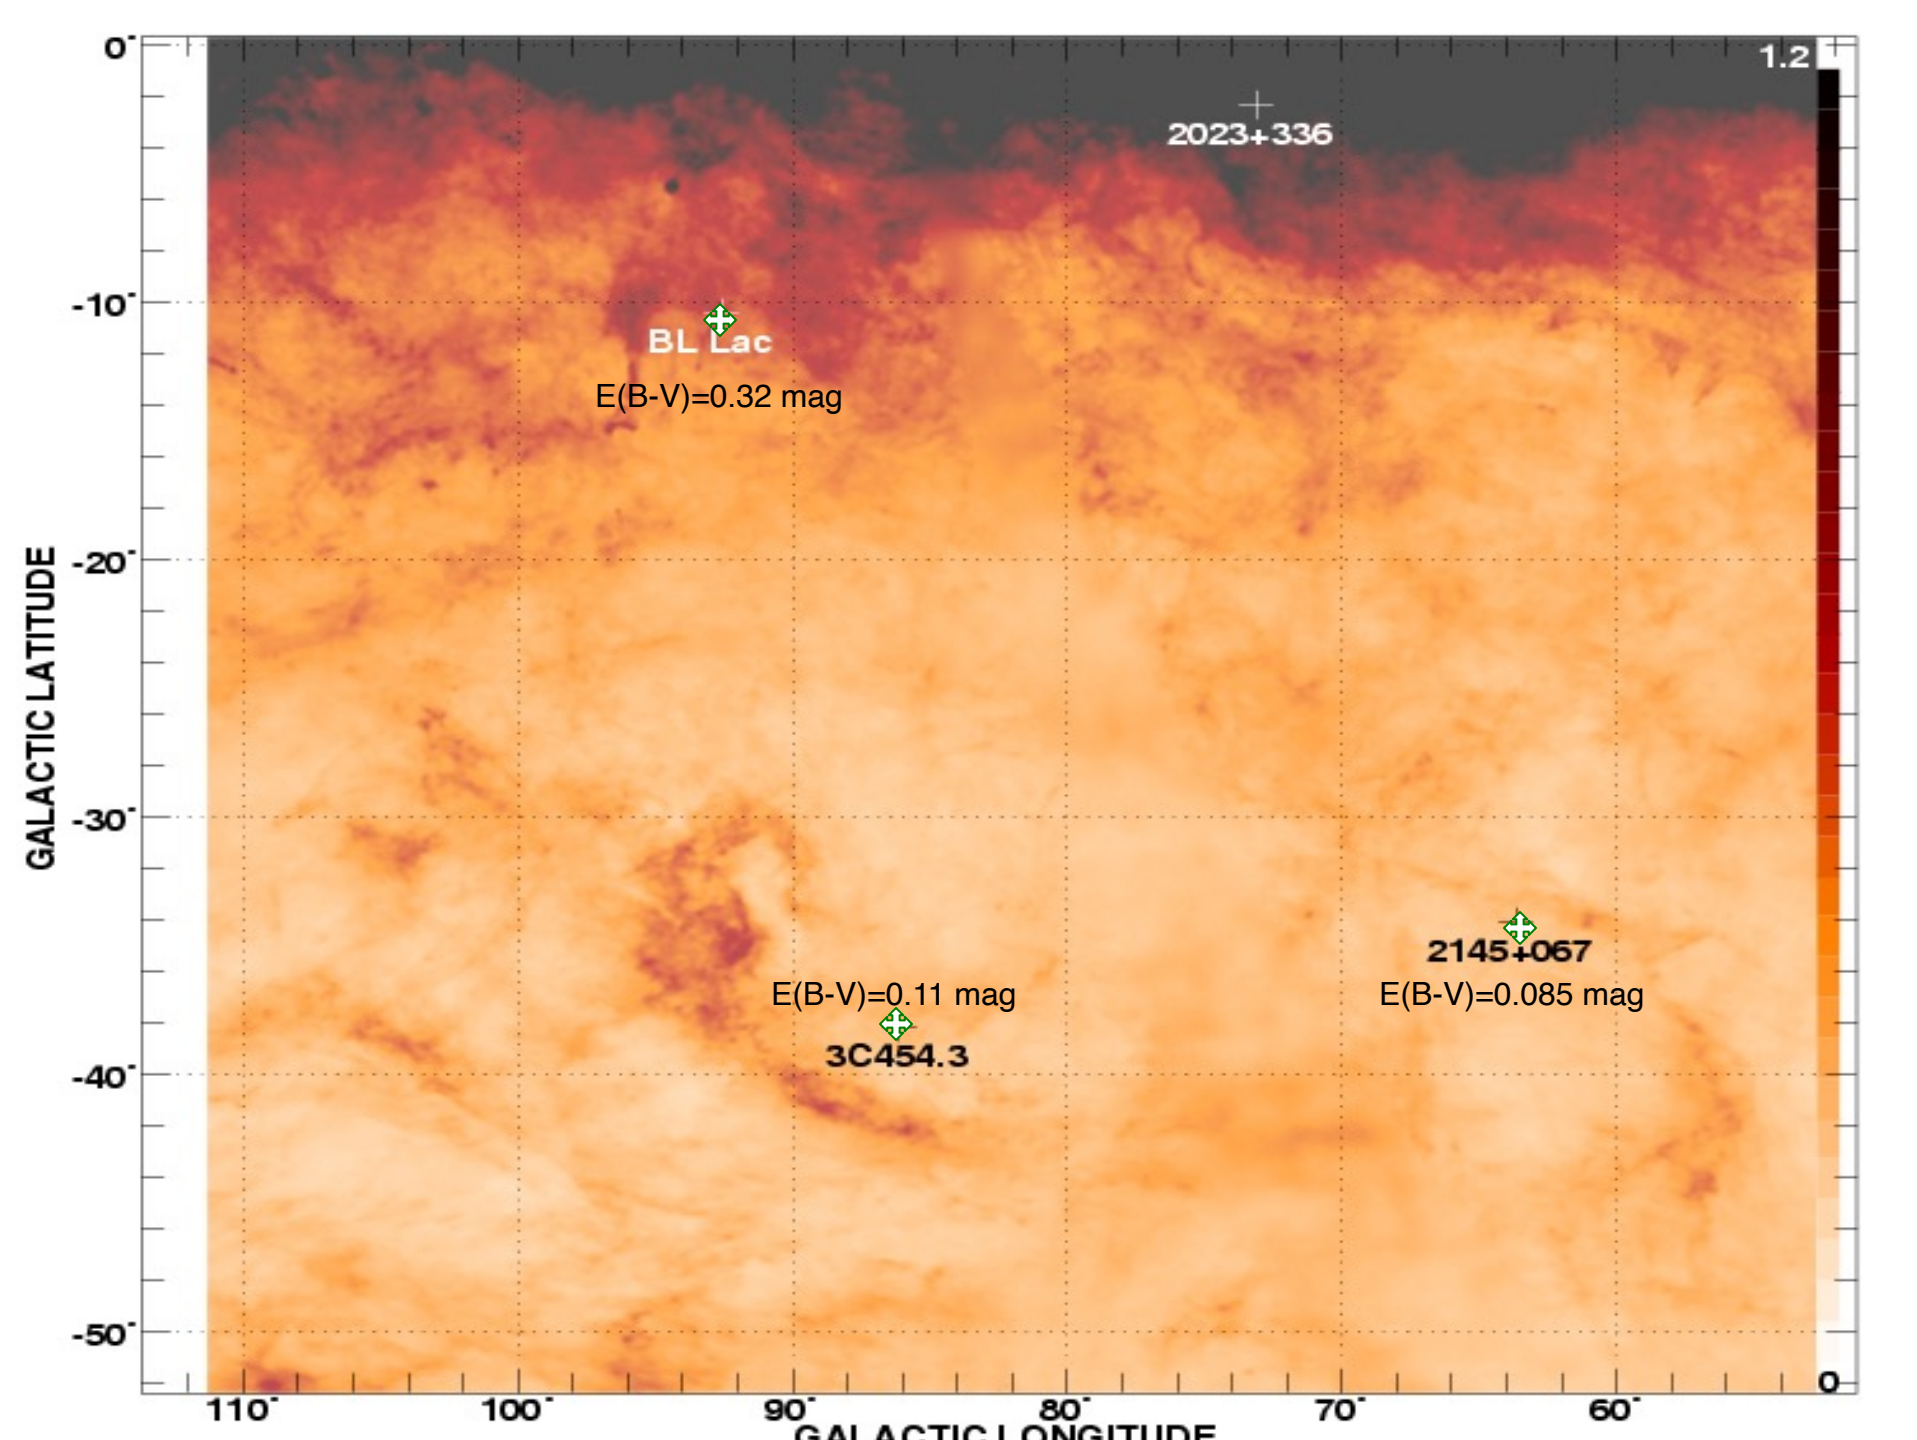 0°
1.2
2023+336
-10°
BL Lac
E(B-V)=0.32 mag
-20°
GALACTIC LATITUDE
-30°
2145+067
E(B-V)=0.11 mag
E(B-V)=0.085 mag
3C454.3
-40°
-50°
0
110° 100° 90° 80° 70° 60°
GALACTIC LONGITUDE